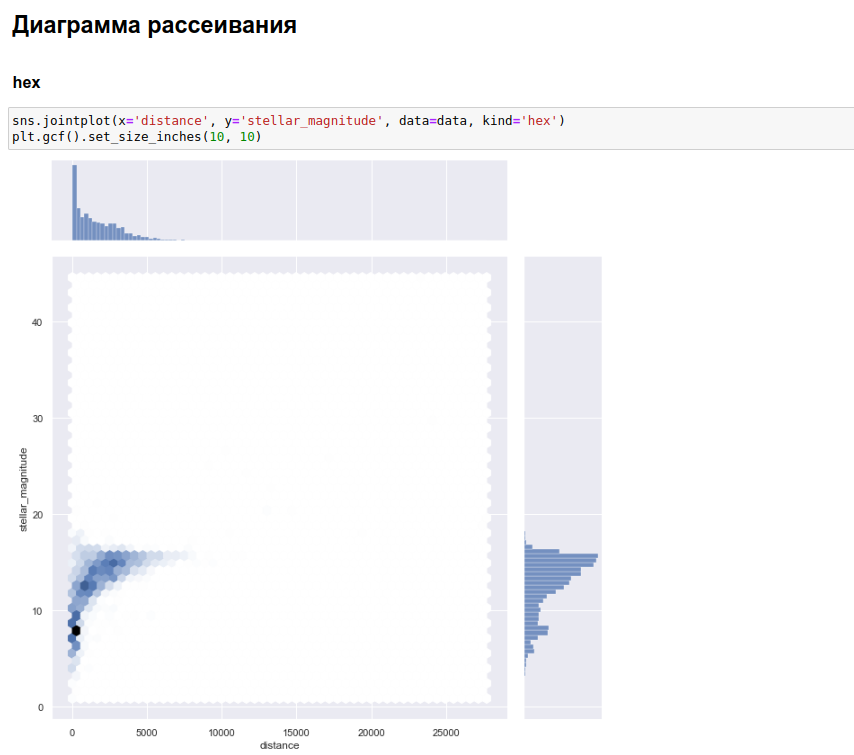 Диаграмма рассеивания
hex
sns.jointplot(x='distance', y='stellar_magnitude', data=data, kind='hex')
plt.gcf().set_size_inches(10, 10)
40
30
20
10
0
stellar_magnitude
0 5000 10000 15000 20000 25000
distance